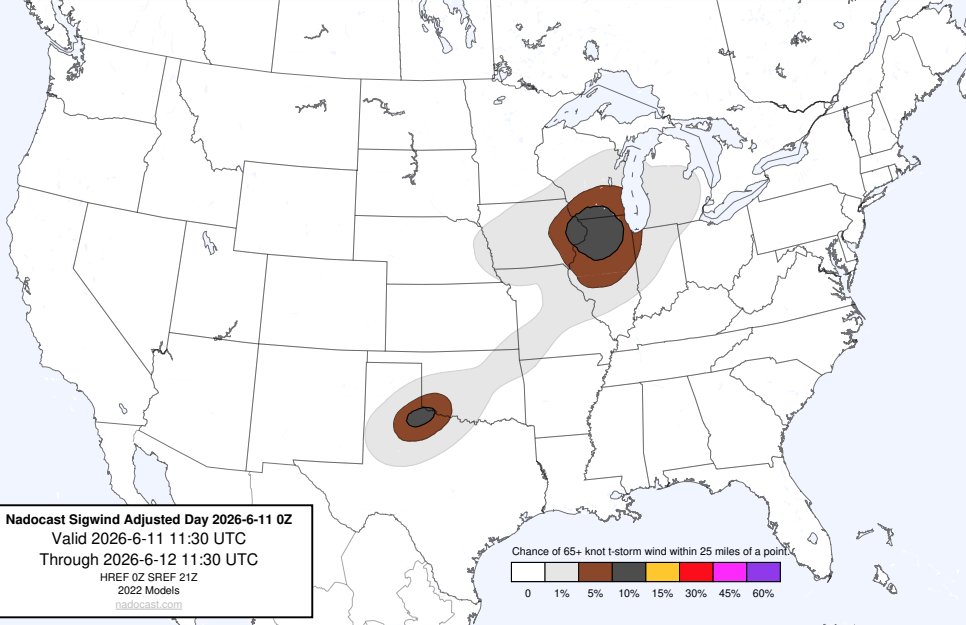 Nadocast Sigwind Adjusted Day 2026-6-11 0Z
Valid 2026-6-11 11:30 UTC
Through 2026-6-12 11:30 UTC
HREF 0Z SREF 21Z
2022 Models
nadocast.com
Chance of 65+ knot t-storm wind within 25 miles of a point.
0 1% 5% 10% 15% 30% 45% 60%